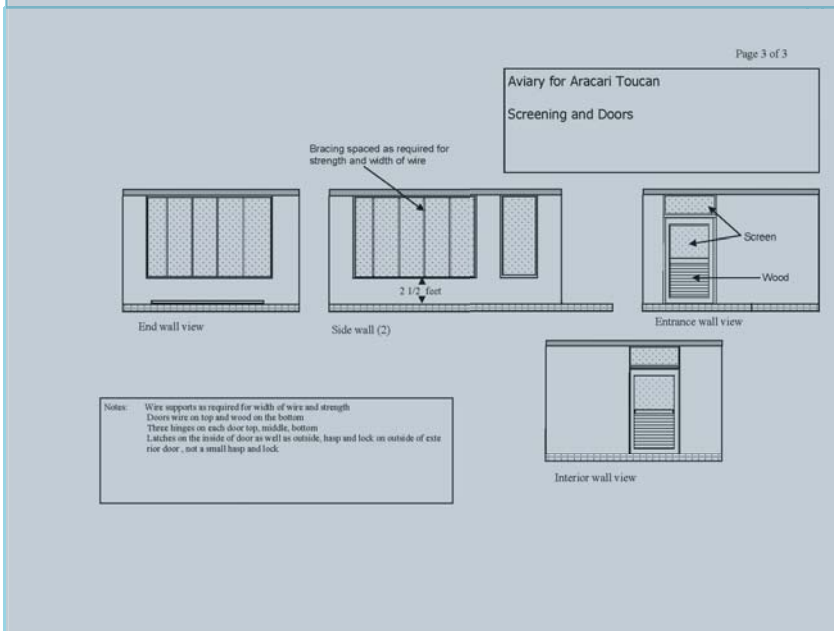 Page 3 of 3
Aviary for Aracari Toucan
Screening and Doors
Bracing spaced as required for
strength and width of wire
2 1/2 feet
Screen
Wood
End wall view
Side wall (2)
Entrance wall view
Interior wall view
Notes: Wire supports as required for width of wire and strength
Doors wire on top and wood on the bottom
Three hinges on each door top, middle, bottom
Latches on the inside of door as well as outside, hasp and lock on outside of exte
rior door , not a small hasp and lock